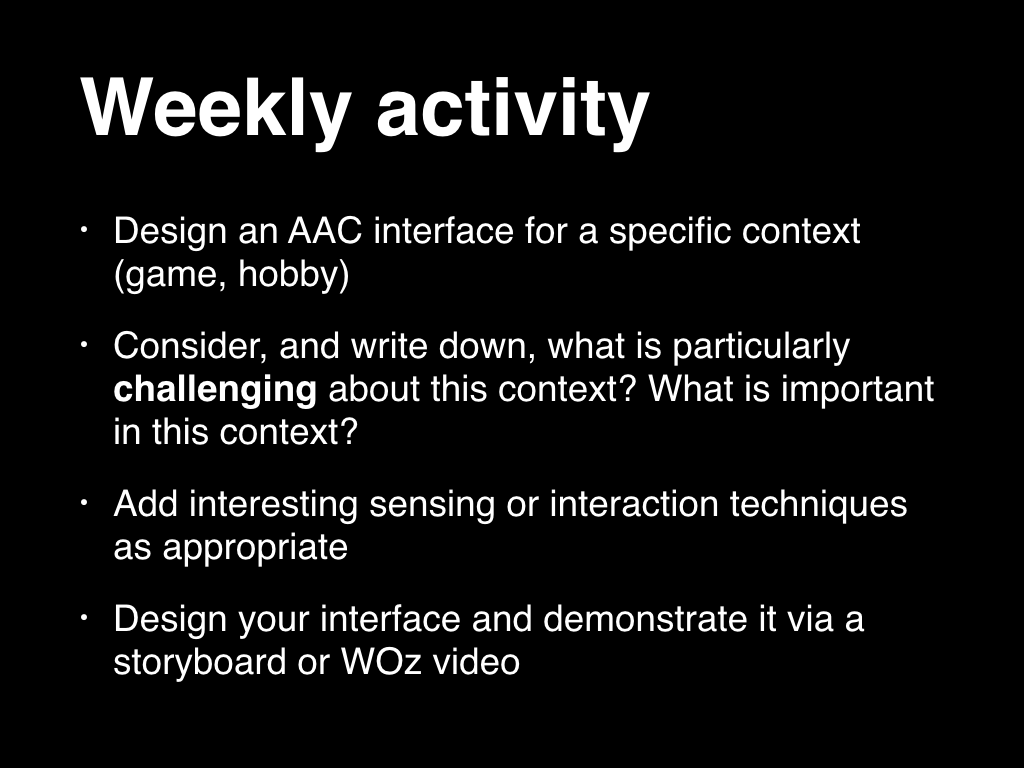 Weekly activity
• Design an AAC interface for a specific context
(game, hobby)
• Consider, and write down, what is particularly
challenging about this context? What is important
in this context?
• Add interesting sensing or interaction techniques
as appropriate
• Design your interface and demonstrate it via a
storyboard or WOz video